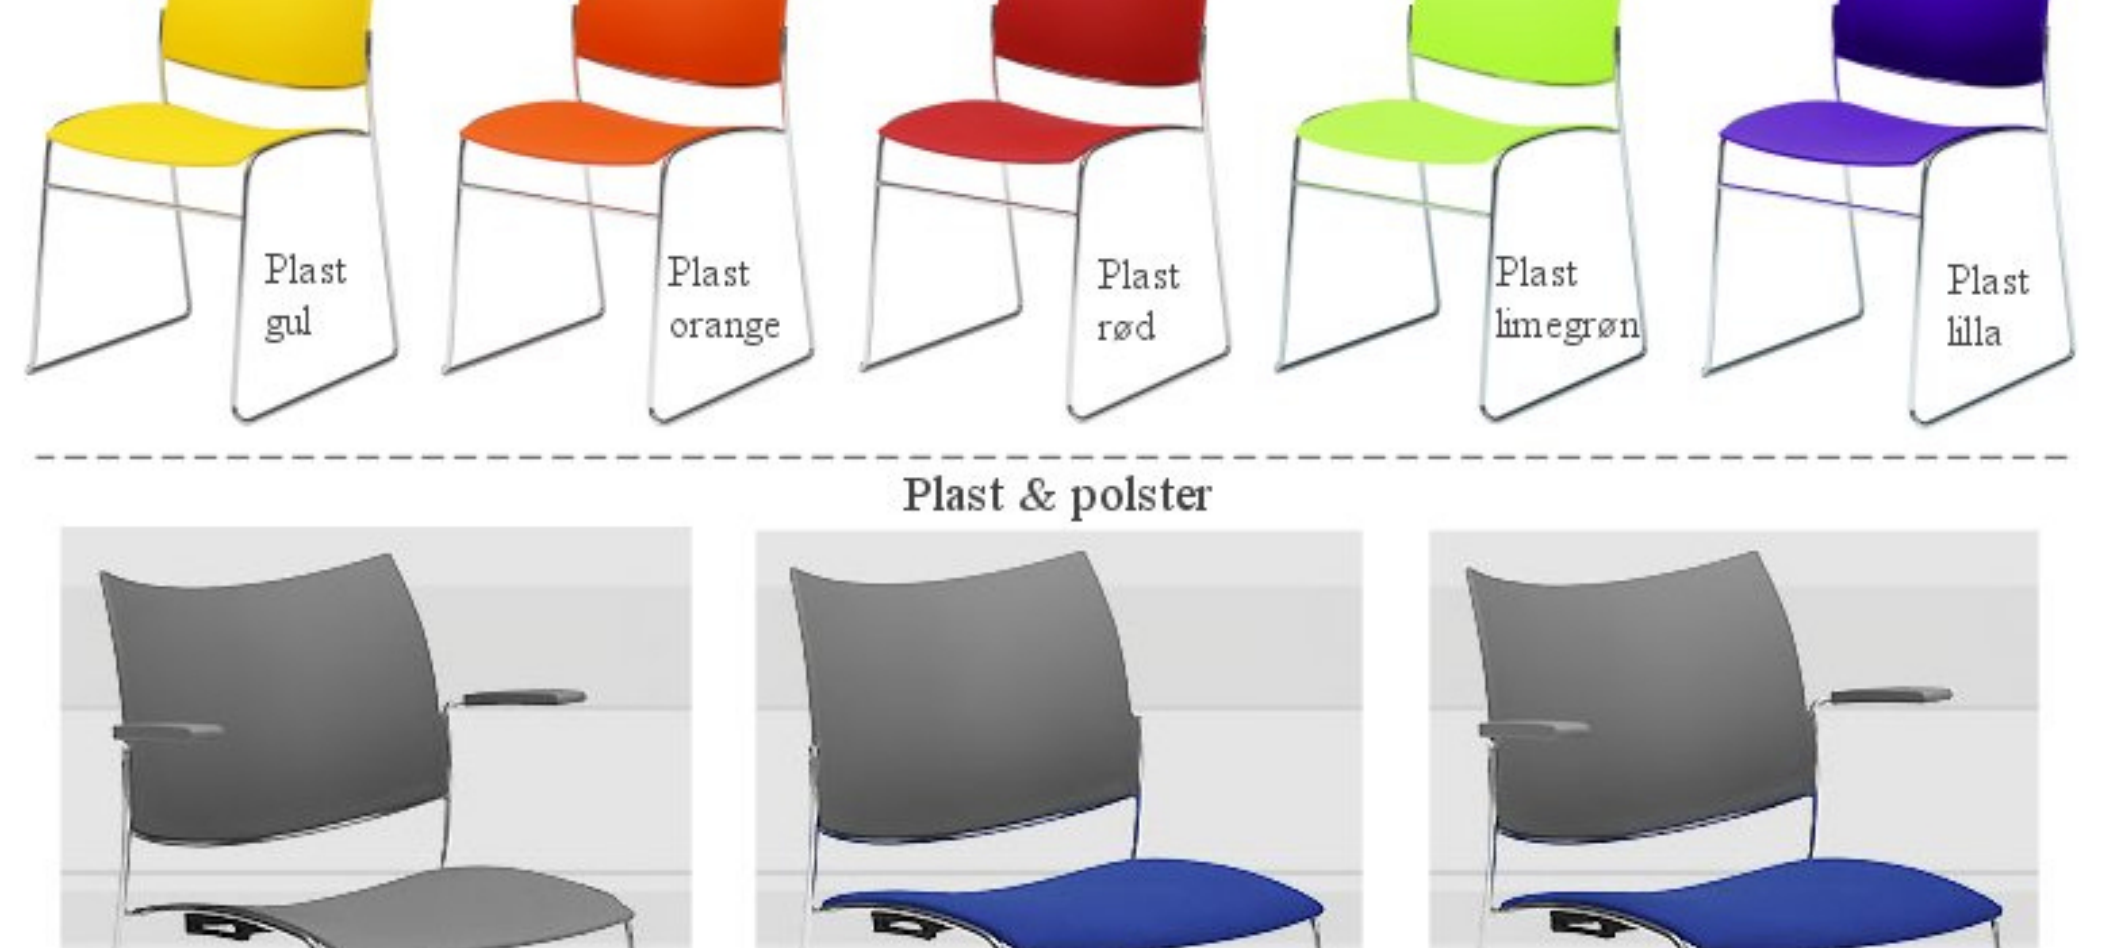 Plast
gul
Plast
orange
Plast
rød
Plast
limegrøn
Plast
lilla
Plast & polster